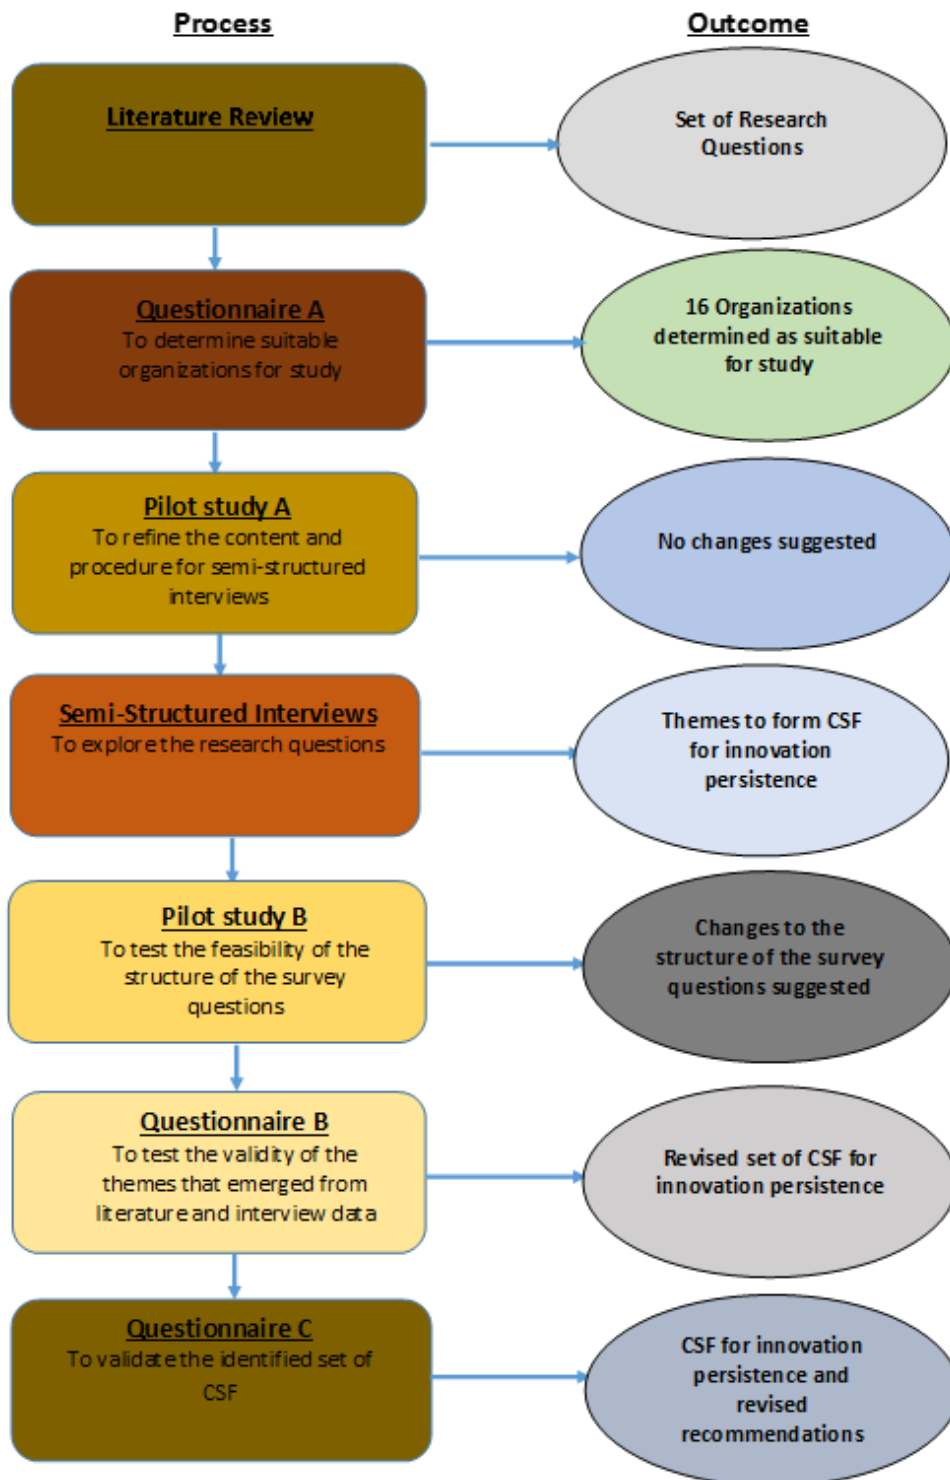 Process
Outcome
Literature Review
Set of Research
Questions
Questionnaire A
To determine suitable
organizations for study
16 Organizations
determined as suitable
for study
Pilot study A
To refine the content and
procedure for semi-structured
interviews
No changes suggested
Semi-Structured Interviews
To explore the research questions
Themes to form CSF
for innovation
persistence
Pilot study B
To test the feasibility of the
structure of the survey
questions
Changes to the
structure of the survey
questions suggested
Questionnaire B
To test the validity of the
themes that emerged from
literature and interview data
Revised set of CSF for
innovation persistence
Questionnaire C
To validate the identified set of
CSF
CSF for innovation
persistence and
revised
recommendations